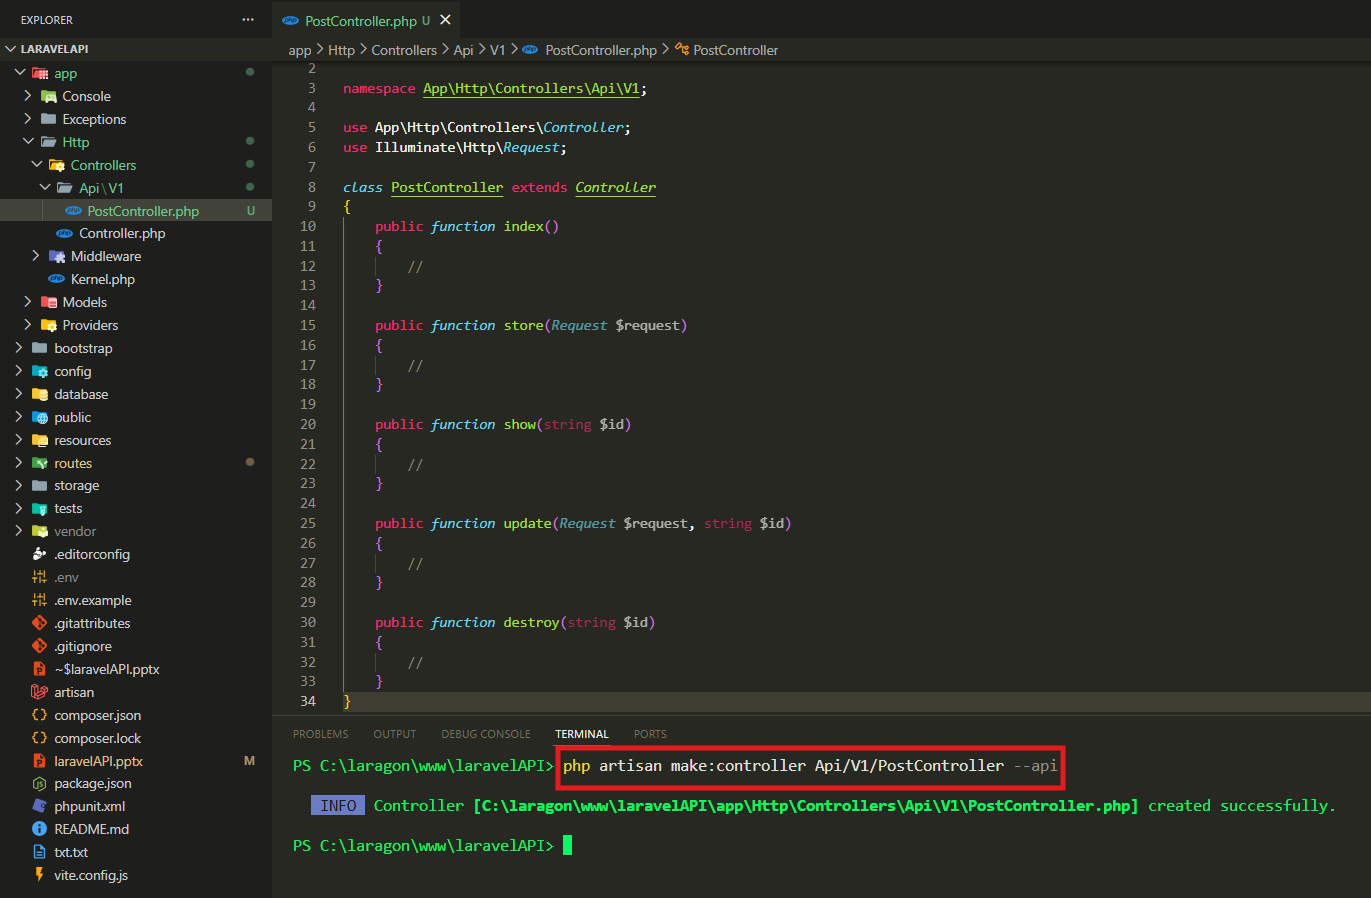 EXPLORER
LARAVELAPI
app
Console
Exceptions
Http
Controllers
Api\V1
PostController.php U
Controller.php
Middleware
Kernel.php
Models
Providers
bootstrap
config
database
public
resources
routes
storage
tests
vendor
.editorconfig
.env
.env.example
.gitattributes
.gitignore
~$laravelAPI.pptx
artisan
composer.json
composer.lock
laravelAPI.pptx M
package.json
phpunit.xml
README.md
txt.txt
vite.config.js
PostController.php U
app > Http > Controllers > Api > V1 > PostController.php > PostController
2
3 namespace App\Http\Controllers\Api\V1;
4
5 use App\Http\Controllers\Controller;
6 use Illuminate\Http\Request;
7
8 class PostController extends Controller
9 {
10 public function index()
11 {
12 //
13 }
14
15 public function store(Request $request)
16 {
17 //
18 }
19
20 public function show(string $id)
21 {
22 //
23 }
24
25 public function update(Request $request, string $id)
26 {
27 //
28 }
29
30 public function destroy(string $id)
31 {
32 //
33 }
34 }
PROBLEMS OUTPUT DEBUG CONSOLE TERMINAL PORTS
PS C:\laragon\www\laravelAPI> php artisan make:controller Api/V1/PostController --api
INFO Controller [C:\laragon\www\laravelAPI\app\Http\Controllers\Api\V1\PostController.php] created successfully.
PS C:\laragon\www\laravelAPI>